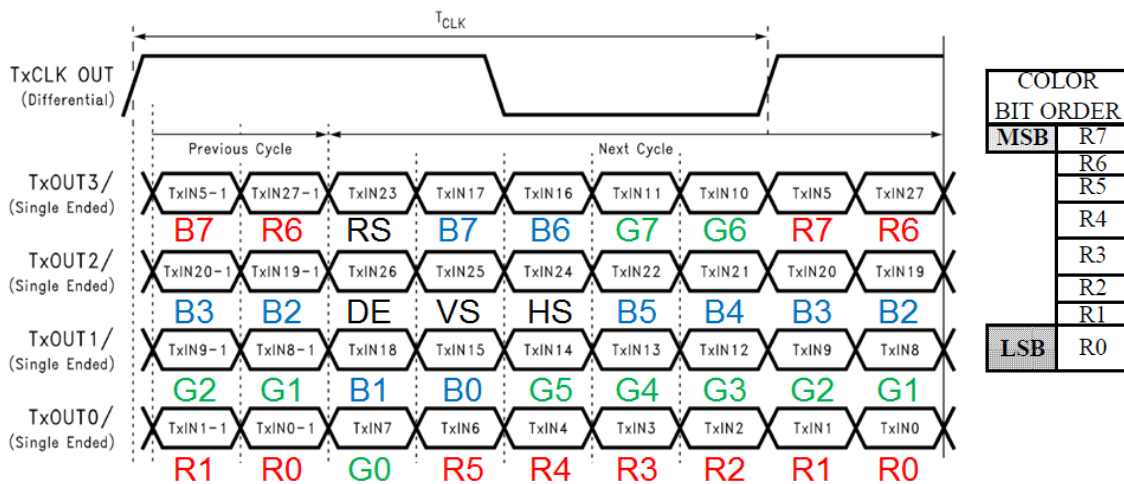 TCLK
TxCLK OUT
(Differential)
Previous Cycle
Next Cycle
TxOUT3/
(Single Ended)
TxIN5-1 TxIN27-1 TxIN23 TxIN17 TxIN16 TxIN11 TxIN10 TxIN5 TxIN27
B7 R6 RS B7 B6 G7 G6 R7 R6
TxOUT2/
(Single Ended)
TxIN20-1 TxIN19-1 TxIN26 TxIN25 TxIN24 TxIN22 TxIN21 TxIN20 TxIN19
B3 B2 DE VS HS B5 B4 B3 B2
TxOUT1/
(Single Ended)
TxIN9-1 TxIN8-1 TxIN18 TxIN15 TxIN14 TxIN13 TxIN12 TxIN9 TxIN8
G2 G1 B1 B0 G5 G4 G3 G2 G1
TxOUT0/
(Single Ended)
TxIN1-1 TxIN0-1 TxIN7 TxIN6 TxIN4 TxIN3 TxIN2 TxIN1 TxIN0
R1 R0 G0 R5 R4 R3 R2 R1 R0
COLOR
BIT ORDER
MSB R7
R6
R5
R4
R3
R2
R1
LSB R0